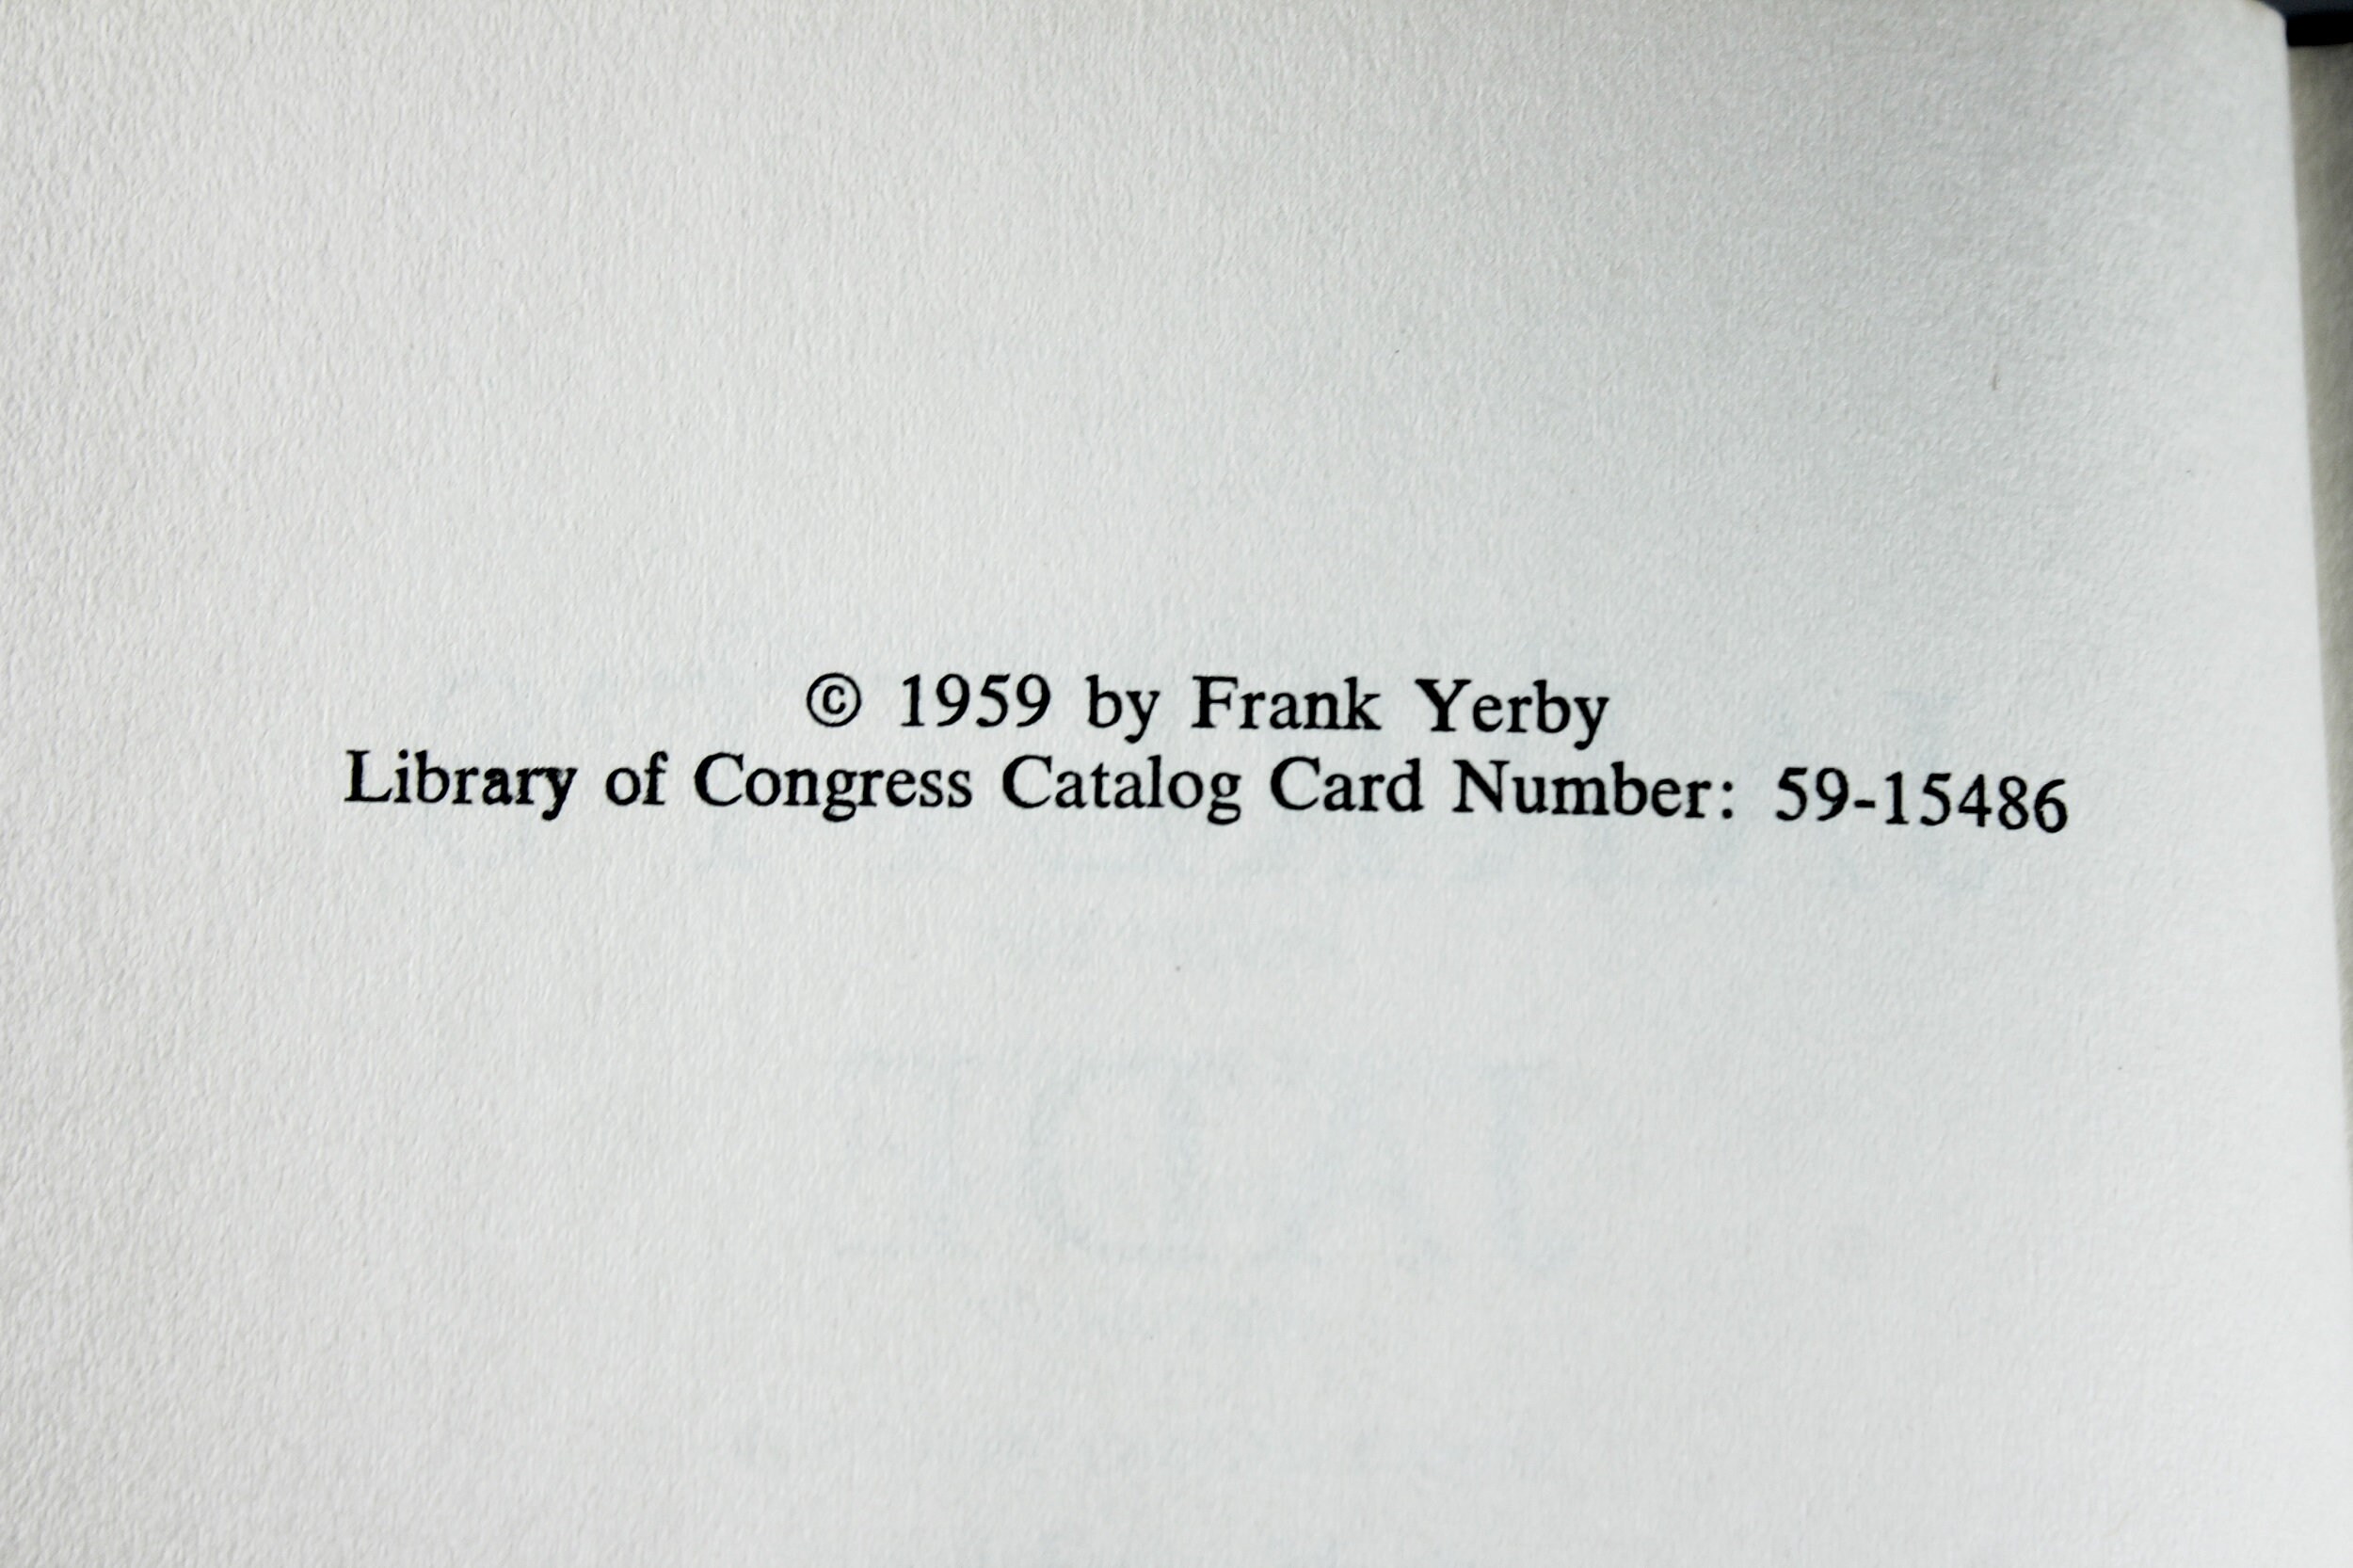 © 1959 by Frank Yerby
Library of Congress Catalog Card Number: 59-15486